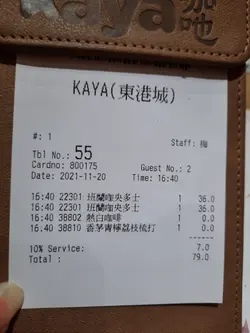 Kaya 咖吔
KAYA(東港城)
#: 1 Staff: 梅
Tbl No.: 55
Cardno: 800175 Guest No.: 2
Date: 2021-11-20 Time: 16:40
16:40 22301 班蘭咖央多士 1 36.0
16:40 22301 班蘭咖央多士 1 36.0
16:40 38802 熱白咖啡 1 0.0
16:40 38810 香茅青檸荔枝梳打 1 0.0
10% Service: 7.0
Total : 79.0